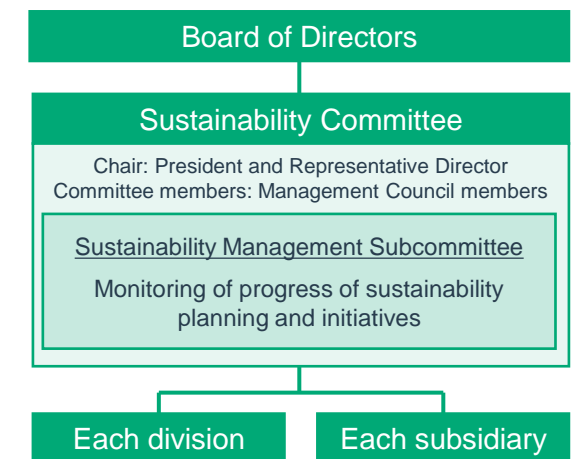 Board of Directors
Sustainability Committee
Chair: President and Representative Director
Committee members: Management Council members
Sustainability Management Subcommittee
Monitoring of progress of sustainability
planning and initiatives
Each division
Each subsidiary